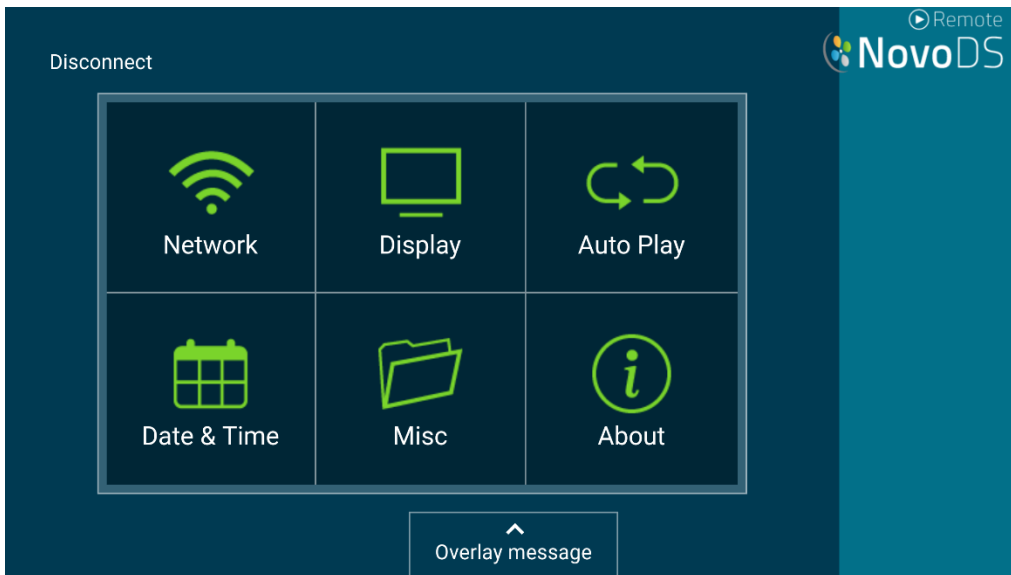 Remote
NovoDS
Disconnect
Network
Display
Auto Play
Date & Time
Misc
About
Overlay message